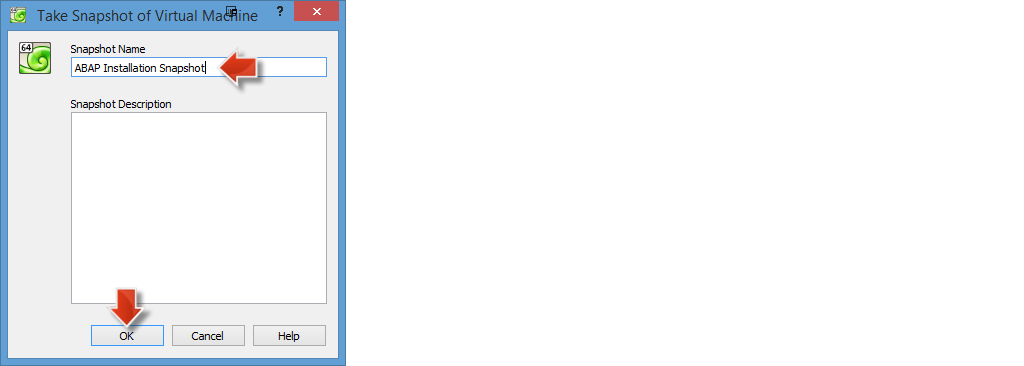 Take Snapshot of Virtual Machine
?
64
Snapshot Name
ABAP Installation Snapshot
Snapshot Description
OK Cancel Help